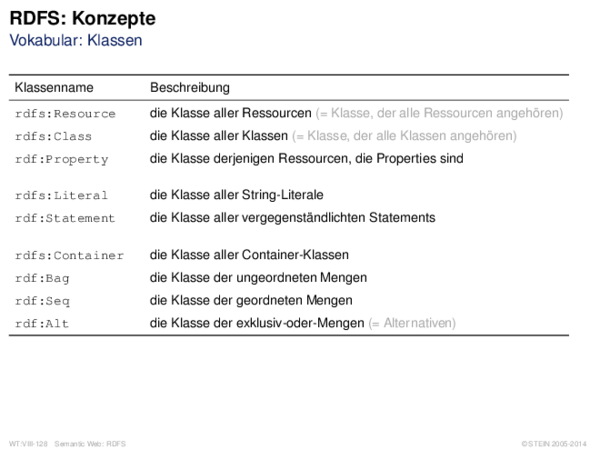 RDFS: Konzepte
Vokabular: Klassen
Klassenname Beschreibung
rdfs:Resource die Klasse aller Ressourcen (= Klasse, der alle Ressourcen angehören)
rdfs:Class die Klasse aller Klassen (= Klasse, der alle Klassen angehören)
rdf:Property die Klasse derjenigen Ressourcen, die Properties sind
rdfs:Literal die Klasse aller String-Literale
rdf:Statement die Klasse aller vergegenständlichten Statements
rdfs:Container die Klasse aller Container-Klassen
rdf:Bag die Klasse der ungeordneten Mengen
rdf:Seq die Klasse der geordneten Mengen
rdf:Alt die Klasse der exklusiv-oder-Mengen (= Alternativen)
WT:VIII-128 Semantic Web: RDFS © STEIN 2005-2014